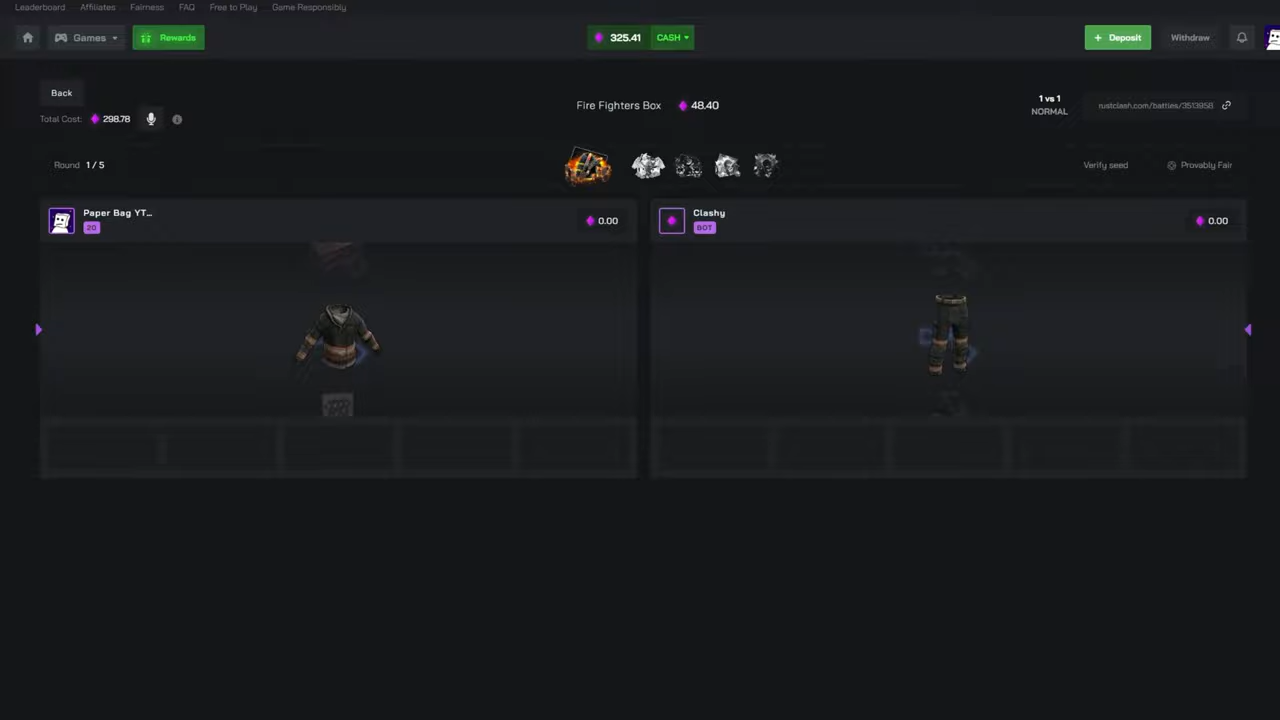 Leaderboard Affiliates Fairness FAQ Free to Play Game Responsibly
Games Rewards 325.41 CASH + Deposit Withdraw
Back
Total Cost: 298.78
Fire Fighters Box 48.40
1 vs 1
NORMAL
rustclash.com/battles/3513958
Round 1 / 5
Verify seed Provably Fair
Paper Bag YT...
20
0.00
Clashy
BOT
0.00